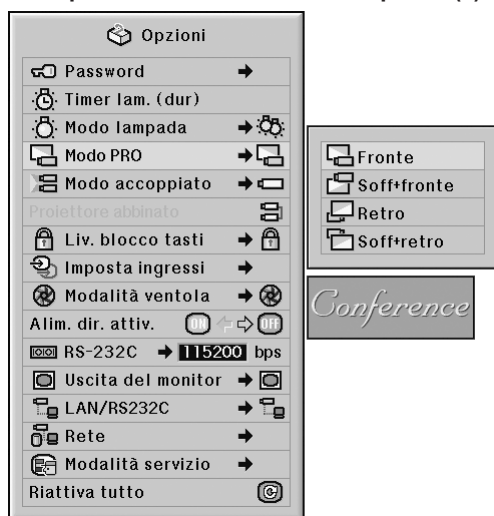 Opzioni
Password
Timer lam. (dur)
Modo lampada
Modo PRO
Modo accoppiato
Proiettore abbinato
Liv. blocco tasti
Imposta ingressi
Modalità ventola
Alim. dir. attiv. ON OFF
RS-232C 115200 bps
Uscita del monitor
LAN/RS232C
Rete
Modalità servizio
Riattiva tutto
Fronte
Soff+fronte
Retro
Soff+retro
Conference